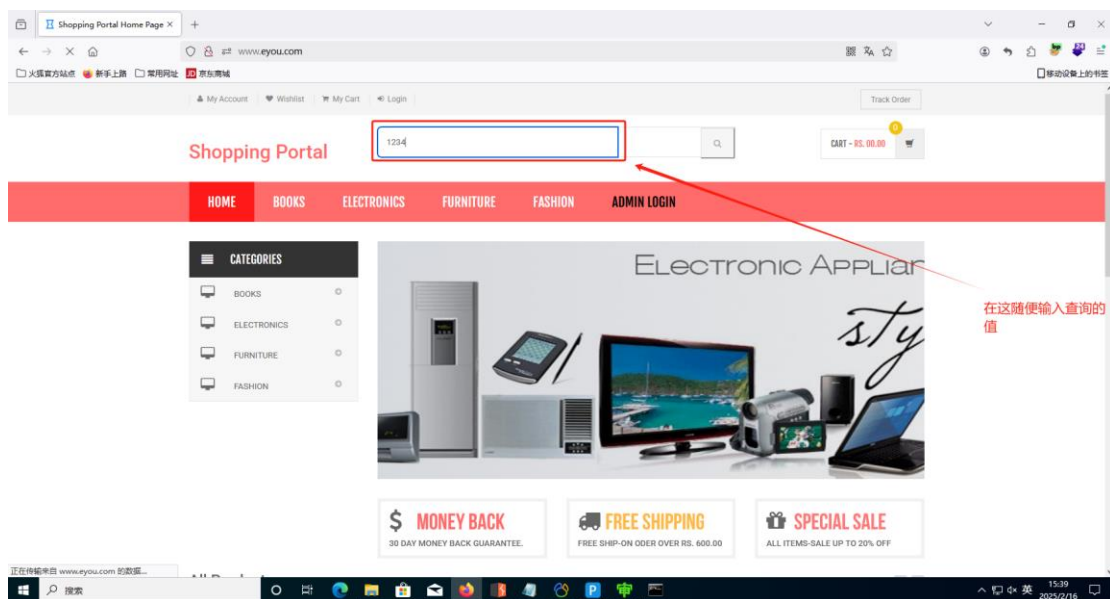 Shopping Portal Home Page
www.eyou.com
火狐官方站点 新手上路 常用网址 JD 京东商城 移动设备上的书签
My Account Wishlist My Cart Login Track Order
1234
0
Shopping Portal CART - RS. 00.00
HOME BOOKS ELECTRONICS FURNITURE FASHION ADMIN LOGIN
CATEGORIES
BOOKS
ELECTRONICS
FURNITURE
FASHION
Electronic Applian
sty
在这随便输入查询的
值
$ MONEY BACK
30 DAY MONEY BACK GUARANTEE.
FREE SHIPPING
FREE SHIP-ON ODER OVER RS. 600.00
SPECIAL SALE
ALL ITEMS-SALE UP TO 20% OFF
正在传输来自 www.eyou.com 的数据...
搜索
英 15:39
2025/2/16